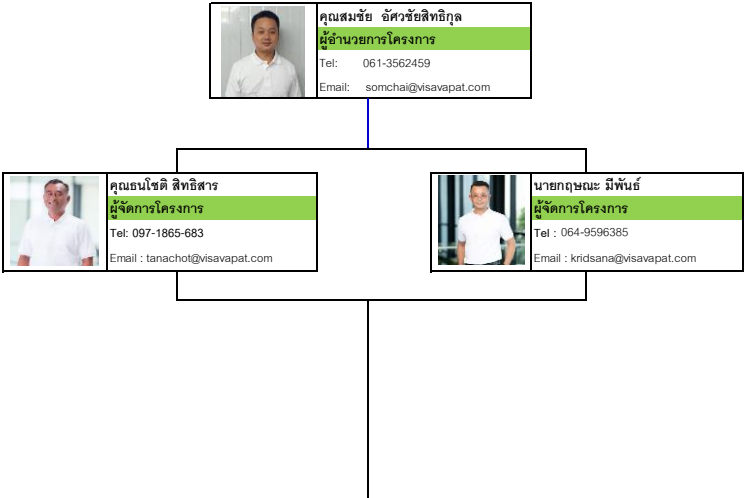 คุณสมชัย อัศวชัยสิทธิกุล
ผู้อำนวยการโครงการ
Tel: 061-3562459
Email: somchai@visavapat.com
คุณธนโชติ สิทธิสาร
ผู้จัดการโครงการ
Tel: 097-1865-683
Email : tanachot@visavapat.com
นายกฤษณะ มีพันธ์
ผู้จัดการโครงการ
Tel : 064-9596385
Email : kridsana@visavapat.com